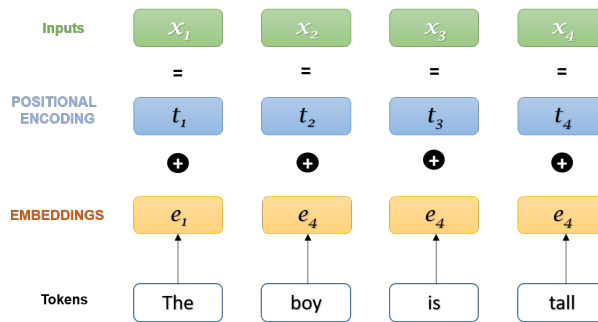 Inputs x1 x2 x3 x4
= = = =
POSITIONAL
ENCODING t1 t2 t3 t4
+ + + +
EMBEDDINGS e1 e4 e4 e4
Tokens The boy is tall